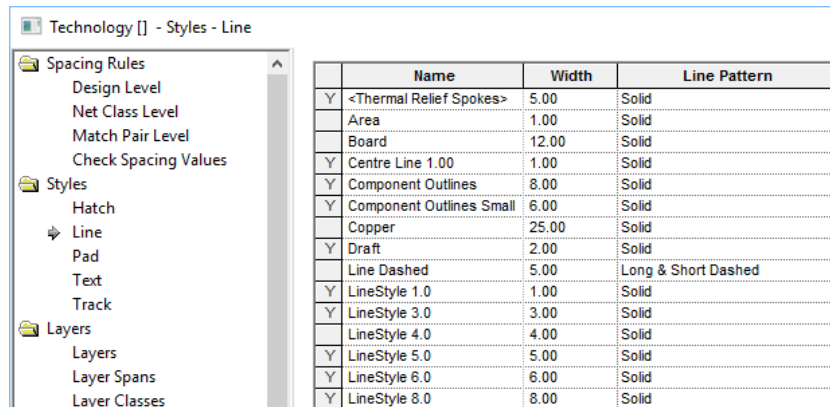 Technology [] - Styles - Line
Spacing Rules
Design Level
Net Class Level
Match Pair Level
Check Spacing Values
Styles
Hatch
Line
Pad
Text
Track
Layers
Layers
Layer Spans
Layer Classes
Name Width Line Pattern
Y <Thermal Relief Spokes> 5.00 Solid
Area 1.00 Solid
Board 12.00 Solid
Y Centre Line 1.00 1.00 Solid
Y Component Outlines 8.00 Solid
Y Component Outlines Small 6.00 Solid
Copper 25.00 Solid
Y Draft 2.00 Solid
Line Dashed 5.00 Long & Short Dashed
Y LineStyle 1.0 1.00 Solid
Y LineStyle 3.0 3.00 Solid
LineStyle 4.0 4.00 Solid
Y LineStyle 5.0 5.00 Solid
Y LineStyle 6.0 6.00 Solid
Y LineStyle 8.0 8.00 Solid